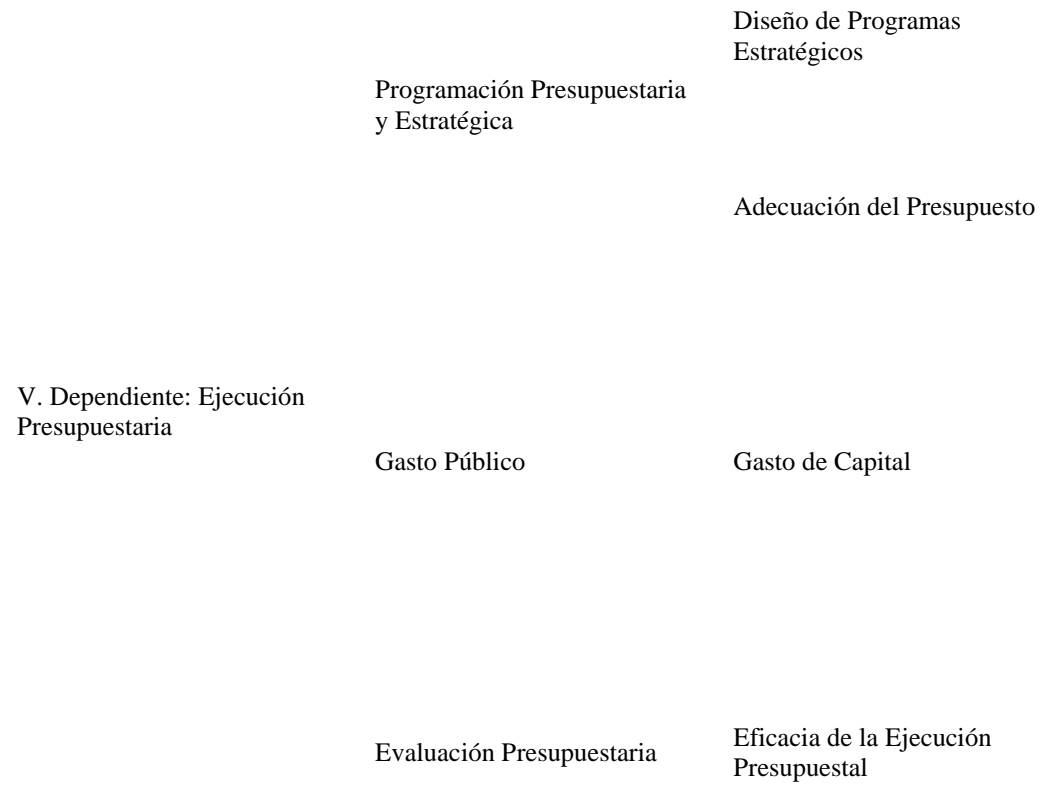 Diseño de Programas
Estratégicos
Programación Presupuestaria
y Estratégica
Adecuación del Presupuesto
V. Dependiente: Ejecución
Presupuestaria
Gasto Público
Gasto de Capital
Evaluación Presupuestaria
Eficacia de la Ejecución
Presupuestal